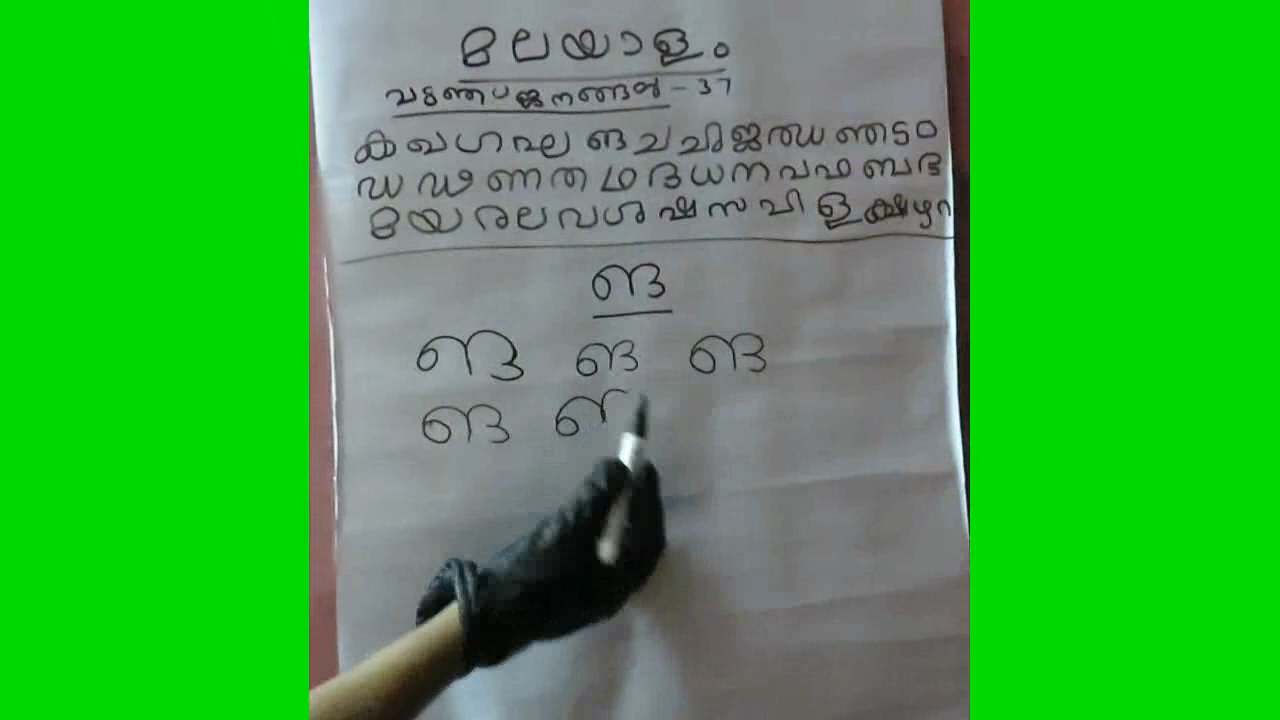 മലയാളം
വ്യഞ്ജനങ്ങൾ - 37
ക ഖ ഗ ഘ ങ ച ഛ ജ ഝ ഞ ട ഠ
ഡ ഢ ണ ത ഥ ദ ധ ന പ ഫ ബ ഭ
മ യ ര ല വ ശ ഷ സ ഹ ള ക്ഷ ഴ റ
ങ
ങ ങ ങ
ങ